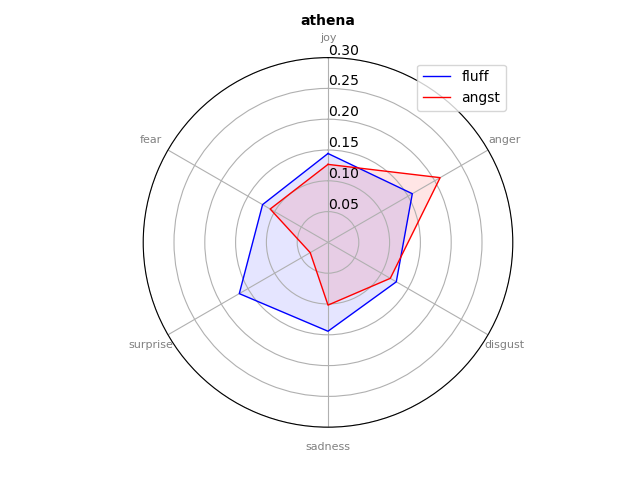 athena
joy
0.30
fluff
angst
0.25
0.20
fear
anger
0.15
0.10
0.05
surprise
disgust
sadness